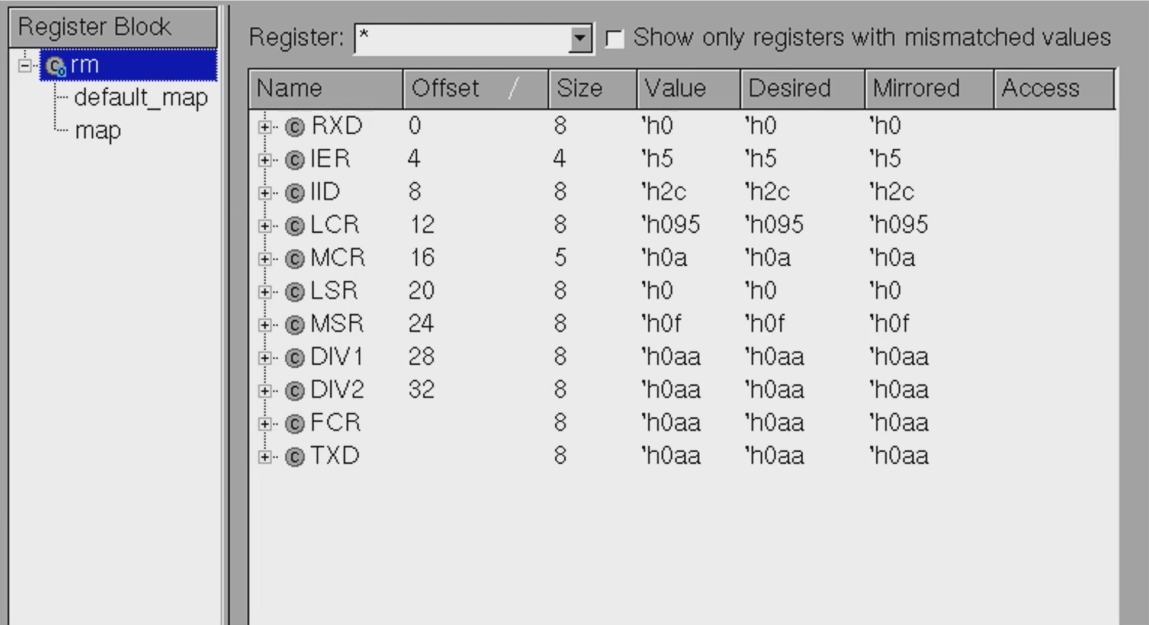 Register Block
rm
default_map
map
Register: * Show only registers with mismatched values
Name Offset Size Value Desired Mirrored Access
RXD 0 8 'h0 'h0 'h0
IER 4 4 'h5 'h5 'h5
IID 8 8 'h2c 'h2c 'h2c
LCR 12 8 'h095 'h095 'h095
MCR 16 5 'h0a 'h0a 'h0a
LSR 20 8 'h0 'h0 'h0
MSR 24 8 'h0f 'h0f 'h0f
DIV1 28 8 'h0aa 'h0aa 'h0aa
DIV2 32 8 'h0aa 'h0aa 'h0aa
FCR 8 'h0aa 'h0aa 'h0aa
TXD 8 'h0aa 'h0aa 'h0aa